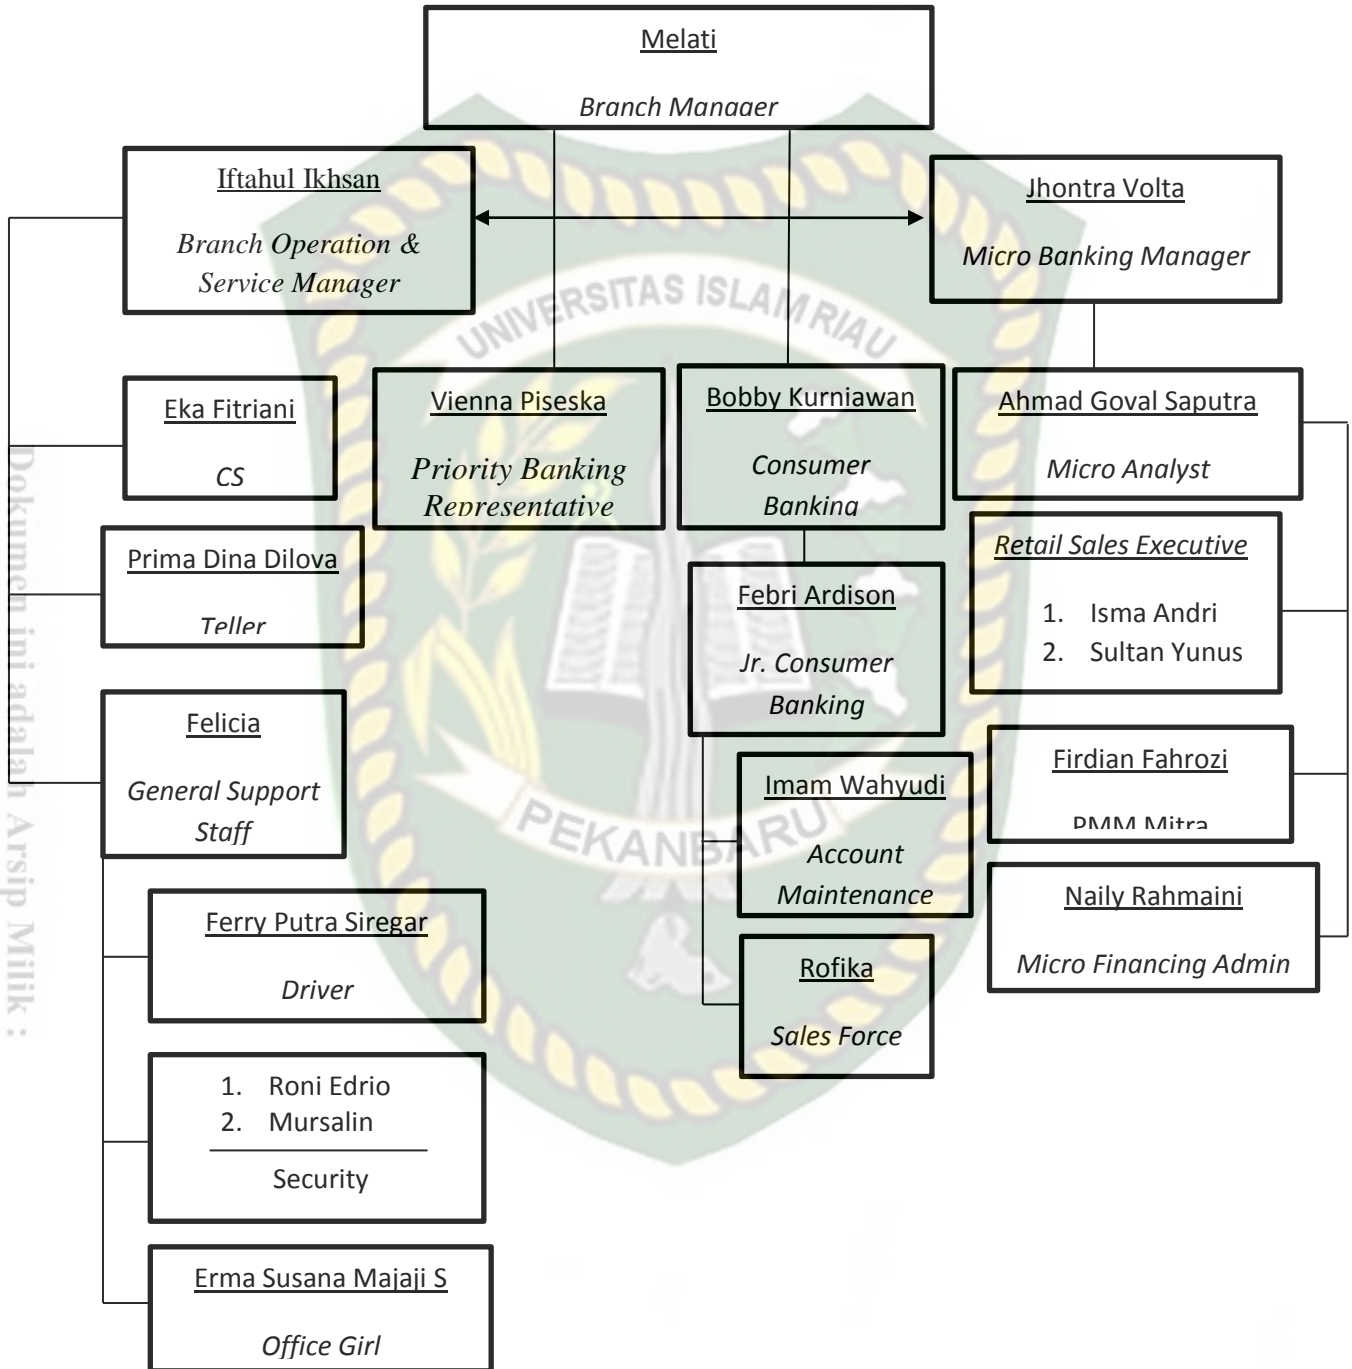 Melati
Branch Manager
Iftahul Ikhsan
Branch Operation &
Service Manager
Jhontra Volta
Micro Banking Manager
UNIVERSITAS ISLAM RIAU
Eka Fitriani
CS
Vienna Piseska
Priority Banking
Representative
Bobby Kurniawan
Consumer
Banking
Ahmad Goval Saputra
Micro Analyst
Prima Dina Dilova
Teller
Febri Ardison
Jr. Consumer
Banking
Retail Sales Executive
1. Isma Andri
2. Sultan Yunus
Felicia
General Support
Staff
Imam Wahyudi
Account
Maintenance
Firdian Fahrozi
PMM Mitra
PEKANBARU
Ferry Putra Siregar
Driver
Rofika
Sales Force
Naily Rahmaini
Micro Financing Admin
1. Roni Edrio
2. Mursalin
Security
Erma Susana Majaji S
Office Girl
Dokumen ini adalah Arsip Milik :